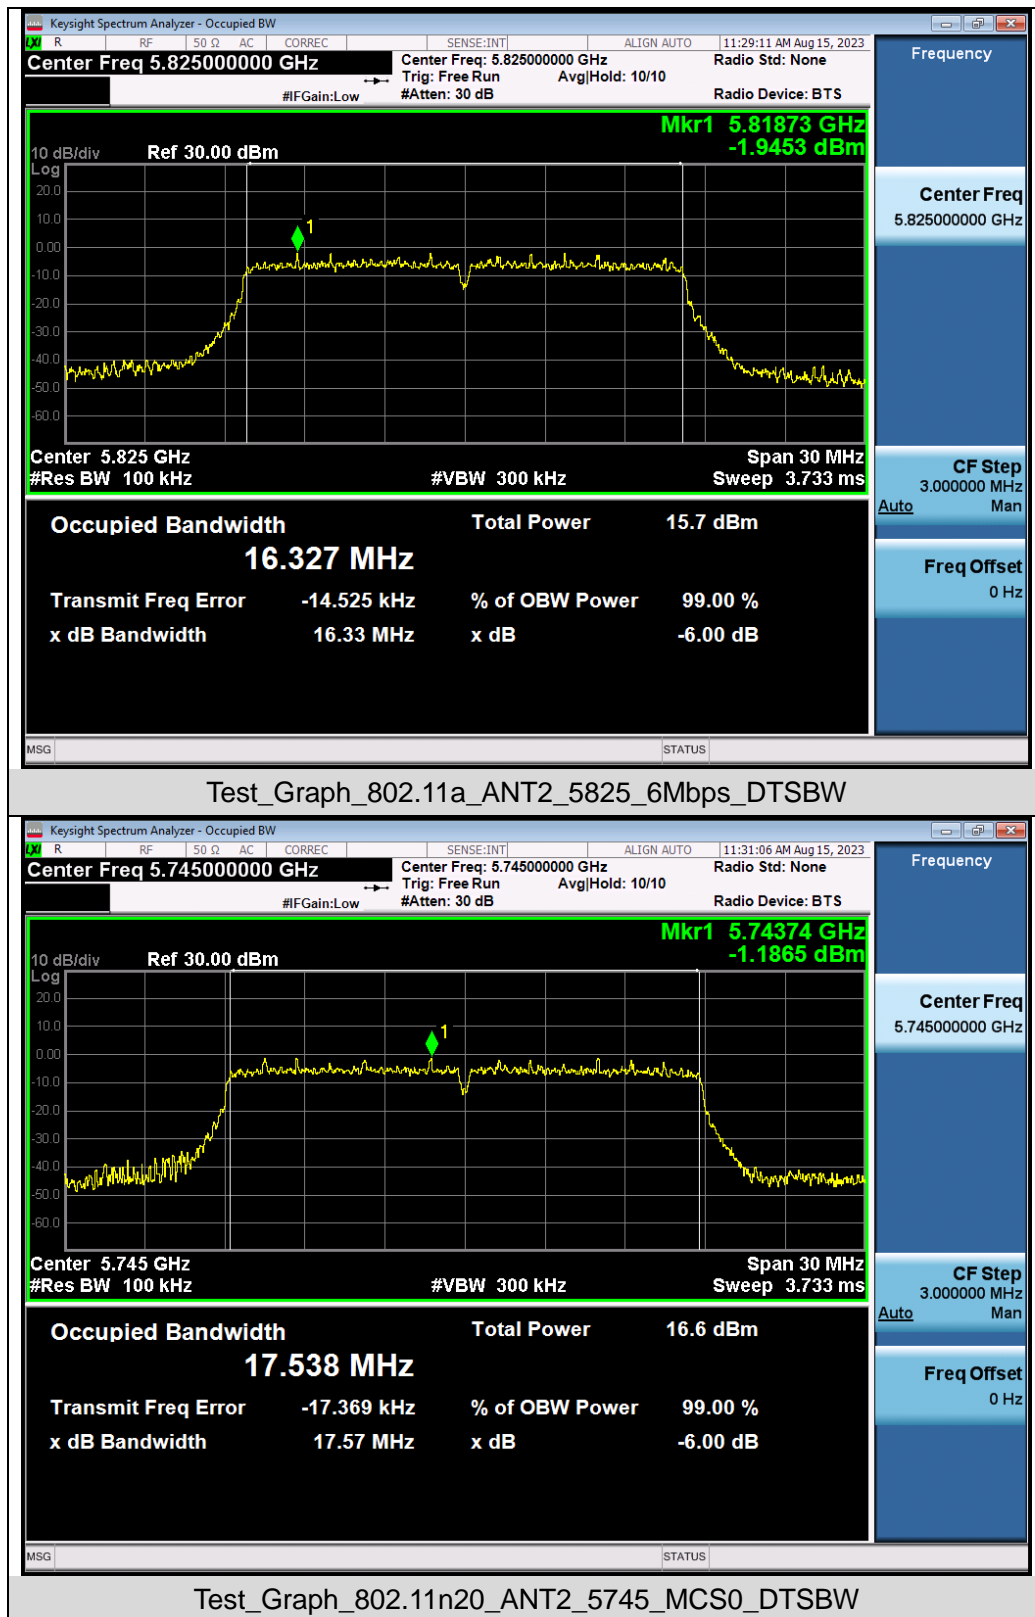 Keysight Spectrum Analyzer - Occupied BW
LXI R RF 50 Ω AC CORREC SENSE:INT ALIGN AUTO 11:29:11 AM Aug 15, 2023
Center Freq 5.825000000 GHz
Center Freq: 5.825000000 GHz Radio Std: None
Trig: Free Run Avg|Hold: 10/10
#IFGain:Low #Atten: 30 dB Radio Device: BTS
Frequency
Mkr1 5.81873 GHz
-1.9453 dBm
10 dB/div Ref 30.00 dBm
Log
20.0
10.0
0.00
-10.0
-20.0
-30.0
-40.0
-50.0
-60.0
1
Center 5.825 GHz Span 30 MHz
#Res BW 100 kHz #VBW 300 kHz Sweep 3.733 ms
Center Freq
5.825000000 GHz
CF Step
3.000000 MHz
Auto Man
Freq Offset
0 Hz
Occupied Bandwidth Total Power 15.7 dBm
16.327 MHz
Transmit Freq Error -14.525 kHz % of OBW Power 99.00 %
x dB Bandwidth 16.33 MHz x dB -6.00 dB
MSG STATUS
Test_Graph_802.11a_ANT2_5825_6Mbps_DTSBW
Keysight Spectrum Analyzer - Occupied BW
LXI R RF 50 Ω AC CORREC SENSE:INT ALIGN AUTO 11:31:06 AM Aug 15, 2023
Center Freq 5.745000000 GHz
Center Freq: 5.745000000 GHz Radio Std: None
Trig: Free Run Avg|Hold: 10/10
#IFGain:Low #Atten: 30 dB Radio Device: BTS
Frequency
Mkr1 5.74374 GHz
-1.1865 dBm
10 dB/div Ref 30.00 dBm
Log
20.0
10.0
0.00
-10.0
-20.0
-30.0
-40.0
-50.0
-60.0
1
Center 5.745 GHz Span 30 MHz
#Res BW 100 kHz #VBW 300 kHz Sweep 3.733 ms
Center Freq
5.745000000 GHz
CF Step
3.000000 MHz
Auto Man
Freq Offset
0 Hz
Occupied Bandwidth Total Power 16.6 dBm
17.538 MHz
Transmit Freq Error -17.369 kHz % of OBW Power 99.00 %
x dB Bandwidth 17.57 MHz x dB -6.00 dB
MSG STATUS
Test_Graph_802.11n20_ANT2_5745_MCS0_DTSBW